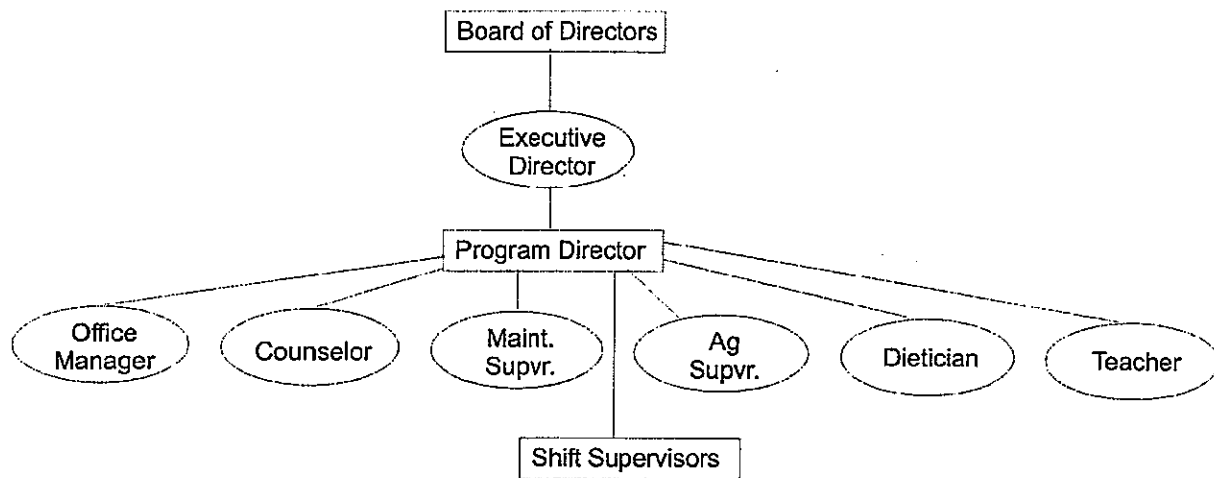 Board of Directors
Executive
Director
Program Director
Office
Manager
Counselor
Maint.
Supvr.
Ag
Supvr.
Dietician
Teacher
Shift Supervisors